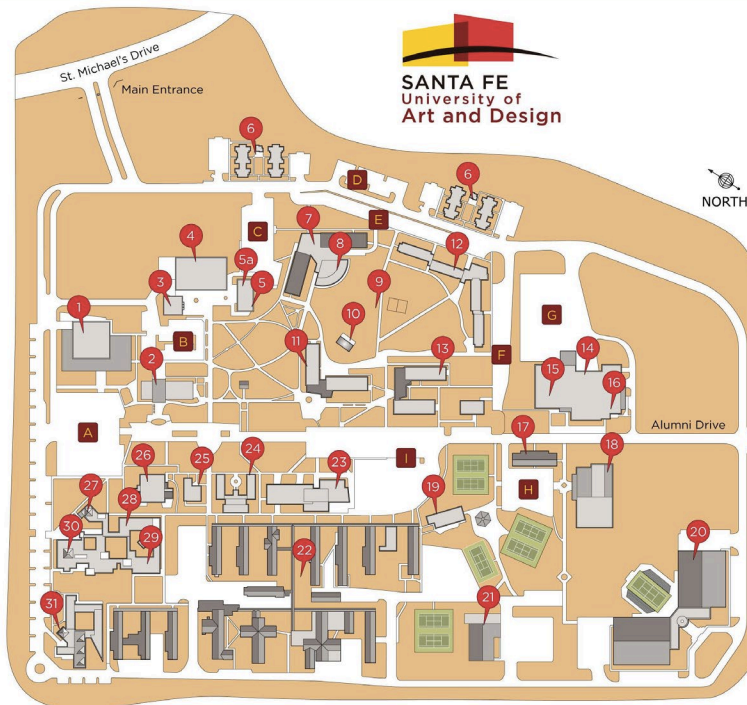 St. Michael's Drive
Main Entrance
SANTA FE
University of
Art and Design
NORTH
6
D
6
E
C
7
8
12
4
5a
5
9
3
10
G
1
B
11
13
2
F
14
15
16
A
I
17
Alumni Drive
18
26
25
24
23
H
27
28
19
30
29
22
20
31
21